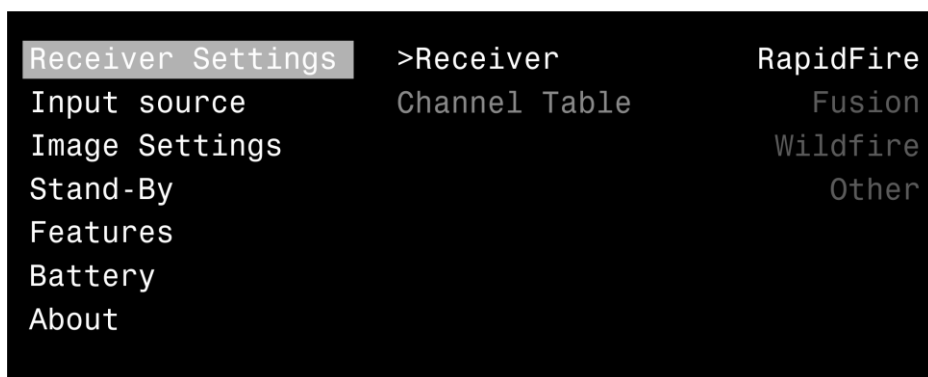 Receiver Settings >Receiver RapidFire
Input source Channel Table Fusion
Image Settings Wildfire
Stand-By Other
Features
Battery
About